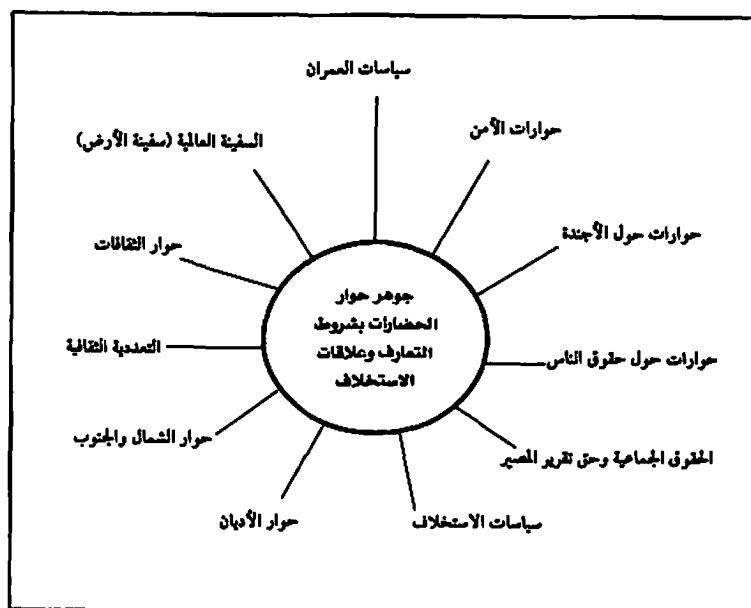 سياسات العمران
حوارات الأمن
السفينة العالمية (سفينة الأرض)
حوارات حول الأجندة
حوار الثقافات
جوهر حوار
الحضارات بشروط
التعارف وعلاقات
الاستخلاف
حوارات حول حقوق الناس
التعددية الثقافية
الحقوق الجماعية وحق تقرير المصير
حوار الشمال والجنوب
سياسات الاستخلاف
حوار الأديان